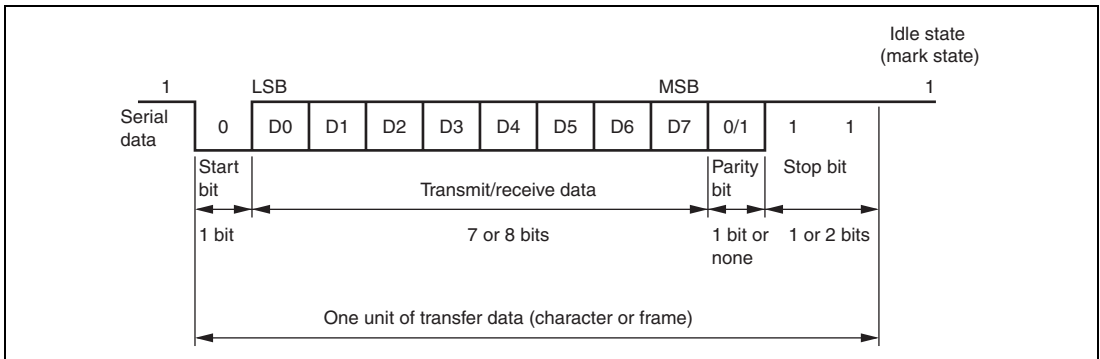 Idle state
(mark state)
1 LSB MSB 1
Serial
data
0 D0 D1 D2 D3 D4 D5 D6 D7 0/1 1 1
Start
bit
Transmit/receive data
Parity
bit
Stop bit
1 bit
7 or 8 bits
1 bit or
none
1 or 2 bits
One unit of transfer data (character or frame)